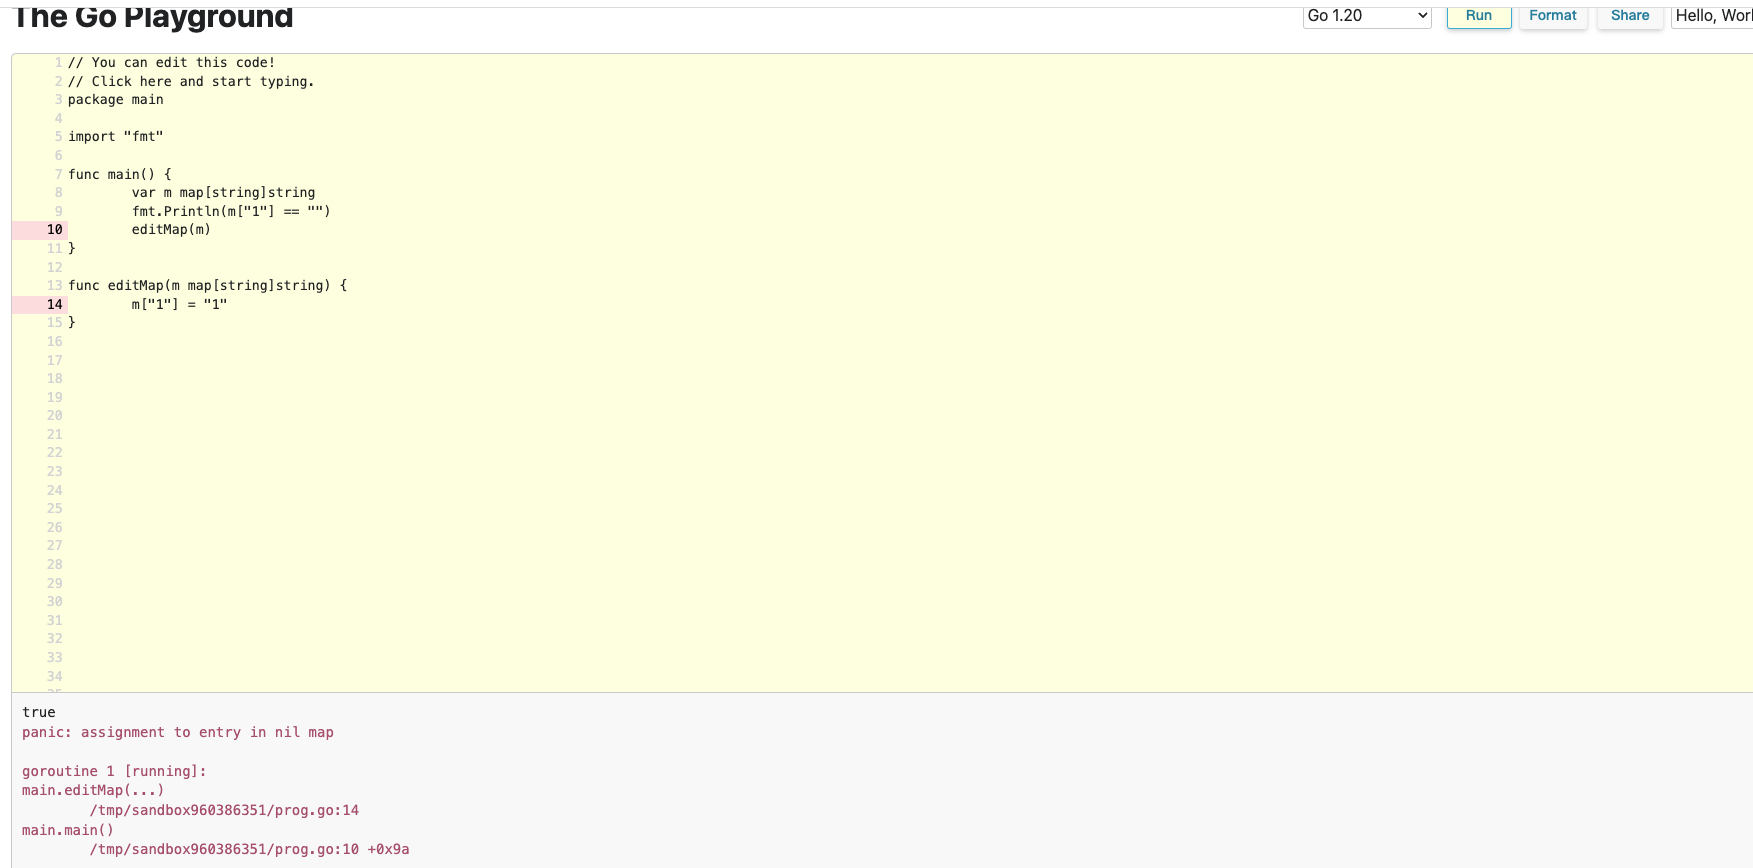 The Go Playground
Go 1.20 Run Format Share Hello, Worl
1 // You can edit this code!
2 // Click here and start typing.
3 package main
4
5 import "fmt"
6
7 func main() {
8         var m map[string]string
9         fmt.Println(m["1"] == "")
10         editMap(m)
11 }
12
13 func editMap(m map[string]string) {
14         m["1"] = "1"
15 }
16
17
18
19
20
21
22
23
24
25
26
27
28
29
30
31
32
33
34
true
panic: assignment to entry in nil map
goroutine 1 [running]:
main.editMap(...)
        /tmp/sandbox960386351/prog.go:14
main.main()
        /tmp/sandbox960386351/prog.go:10 +0x9a